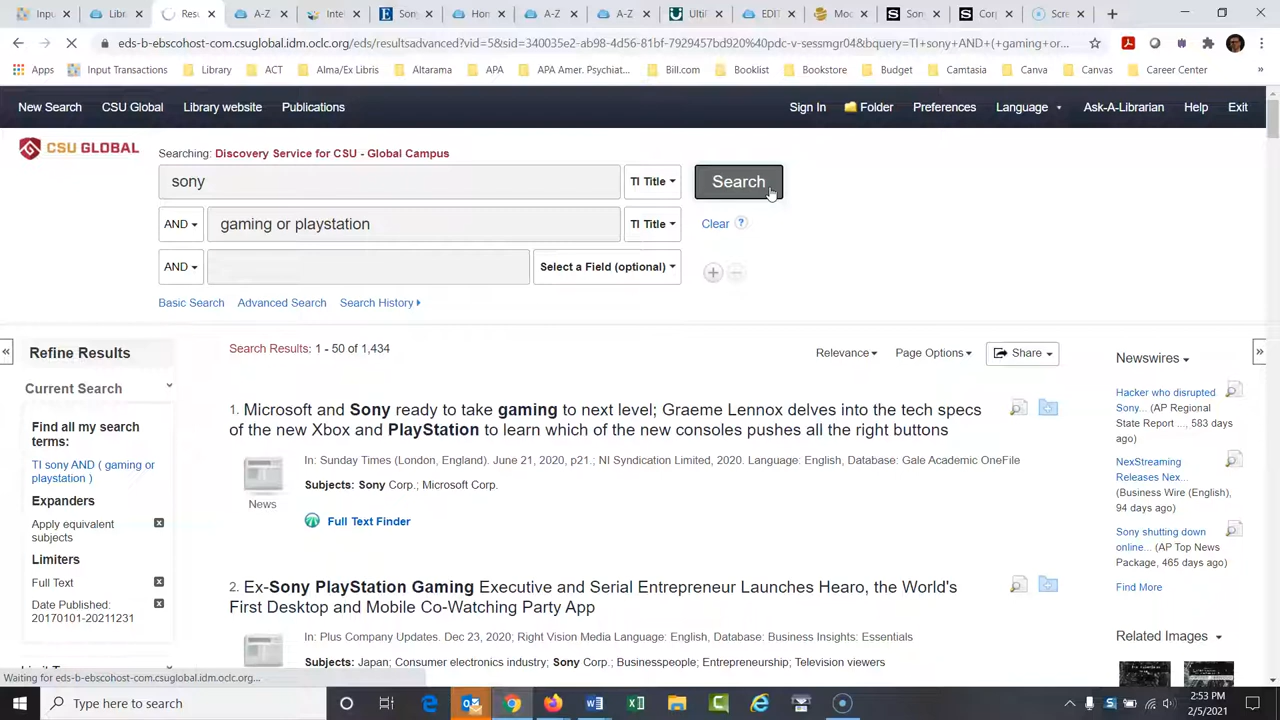 Inpu
Libr
Resu
A-Z
Inte
Sony
Hon
A-Z
A-Z
Ulti
EDIT
Mod
Sony
Corp
Scre
eds-b-ebscohost-com.csuglobal.idm.oclc.org/eds/resultsadvanced?vid=5&sid=340035e2-ab98-4d56-81bf-7929457bd920%40pdc-v-sessmgr04&bquery=TI+sony+AND+(+gaming+or...
Apps Input Transactions Library ACT Alma/Ex Libris Altarama APA APA Amer. Psychiat... Bill.com Booklist Bookstore Budget Camtasia Canva Canvas Career Center »
New Search CSU Global Library website Publications Sign In Folder Preferences Language Ask-A-Librarian Help Exit
CSU GLOBAL
Searching: Discovery Service for CSU - Global Campus
sony TI Title Search
AND gaming or playstation TI Title Clear ?
AND Select a Field (optional)
Basic Search Advanced Search Search History
« Refine Results
Current Search
Find all my search
terms:
TI sony AND ( gaming or
playstation )
Expanders
Apply equivalent
subjects
Limiters
Full Text
Date Published:
20170101-20211231
Search Results: 1 - 50 of 1,434 Relevance Page Options Share
1. Microsoft and Sony ready to take gaming to next level; Graeme Lennox delves into the tech specs
of the new Xbox and PlayStation to learn which of the new consoles pushes all the right buttons
In: Sunday Times (London, England). June 21, 2020, p21.; NI Syndication Limited, 2020. Language: English, Database: Gale Academic OneFile
Subjects: Sony Corp.; Microsoft Corp.
News
Full Text Finder
2. Ex-Sony PlayStation Gaming Executive and Serial Entrepreneur Launches Hearo, the World's
First Desktop and Mobile Co-Watching Party App
In: Plus Company Updates. Dec 23, 2020; Right Vision Media Language: English, Database: Business Insights: Essentials
Subjects: Japan; Consumer electronics industry; Sony Corp.; Businesspeople; Entrepreneurship; Television viewers
»
Newswires
Hacker who disrupted
Sony... (AP Regional
State Report ..., 583 days
ago)
NexStreaming
Releases Nex...
(Business Wire (English),
94 days ago)
Sony shutting down
online... (AP Top News
Package, 465 days ago)
Find More
Related Images
Waiting for eds-b-ebscohost-com.csuglobal.idm.oclc.org...
Type here to search
2:53 PM
2/5/2021